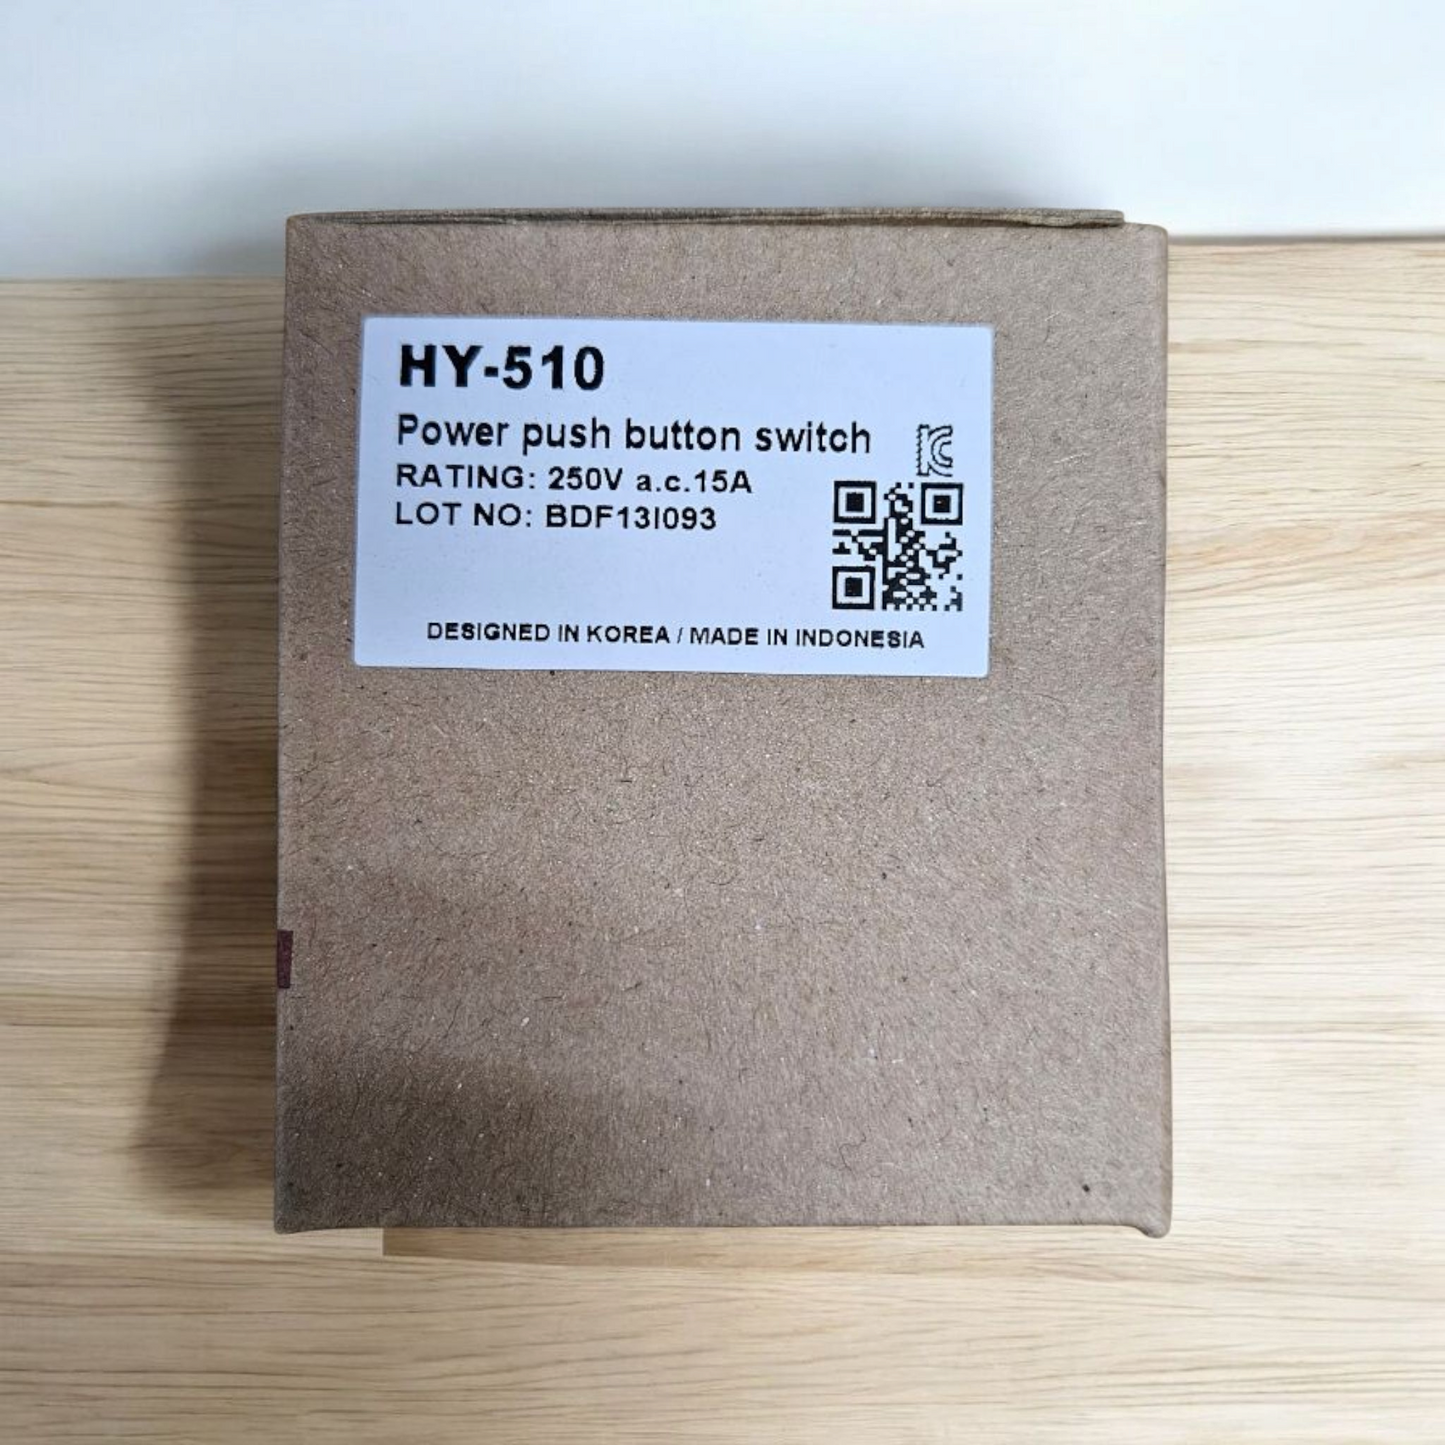 HY-510
Power push button switch
RATING: 250V a.c.15A
LOT NO: BDF13I093
DESIGNED IN KOREA / MADE IN INDONESIA